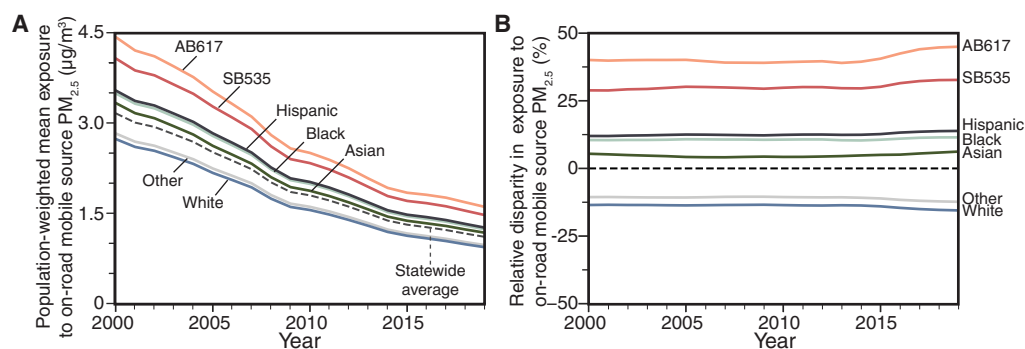 A
Population-weighted mean exposure
to on-road mobile source PM2.5 (μg/m³)
4.5
3.0
1.5
0
AB617
SB535
Hispanic
Black
Asian
Other
White
Statewide
average
2000
2005
2010
2015
Year
B
Relative disparity in exposure to
on-road mobile source PM2.5 (%)
50
25
0
-25
−50
AB617
SB535
Hispanic
Black
Asian
Other
White
2000
2005
2010
2015
Year